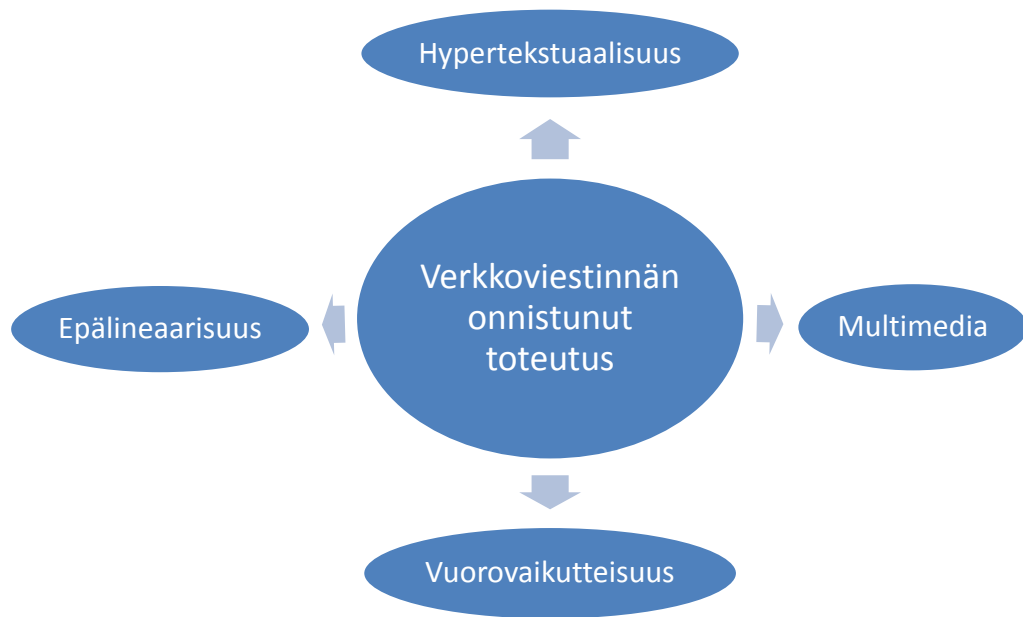 Hypertekstuaalisuus
Verkkoviestinnän
onnistunut
toteutus
Epälineaarisuus
Multimedia
Vuorovaikutteisuus